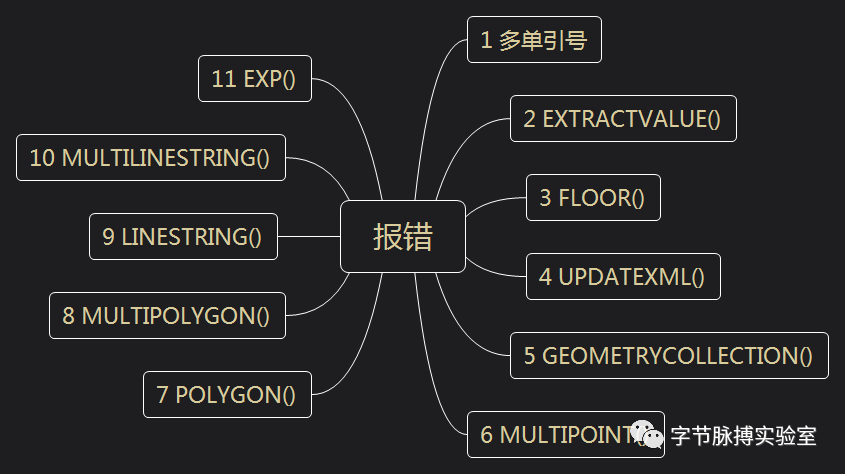 报错
1 多单引号
2 EXTRACTVALUE()
3 FLOOR()
4 UPDATEXML()
5 GEOMETRYCOLLECTION()
6 MULTIPOINT()
7 POLYGON()
8 MULTIPOLYGON()
9 LINESTRING()
10 MULTILINESTRING()
11 EXP()
字节脉搏实验室